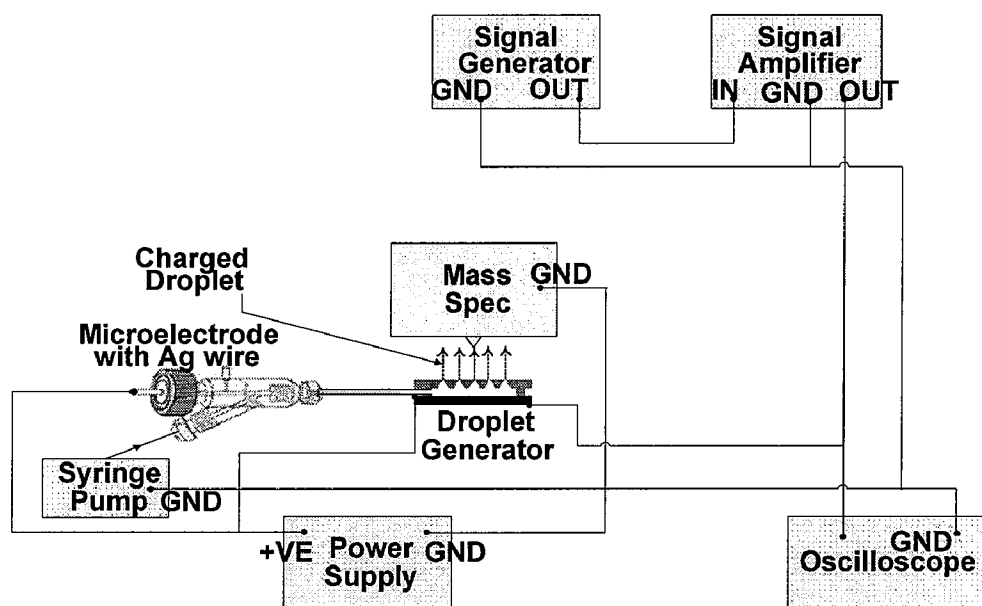 Signal
Generator
GND OUT
Signal
Amplifier
IN GND OUT
Charged
Droplet
Mass
Spec
GND
Microelectrode
with Ag wire
Droplet
Generator
Syringe
Pump GND
+VE Power GND
Supply
GND
Oscilloscope